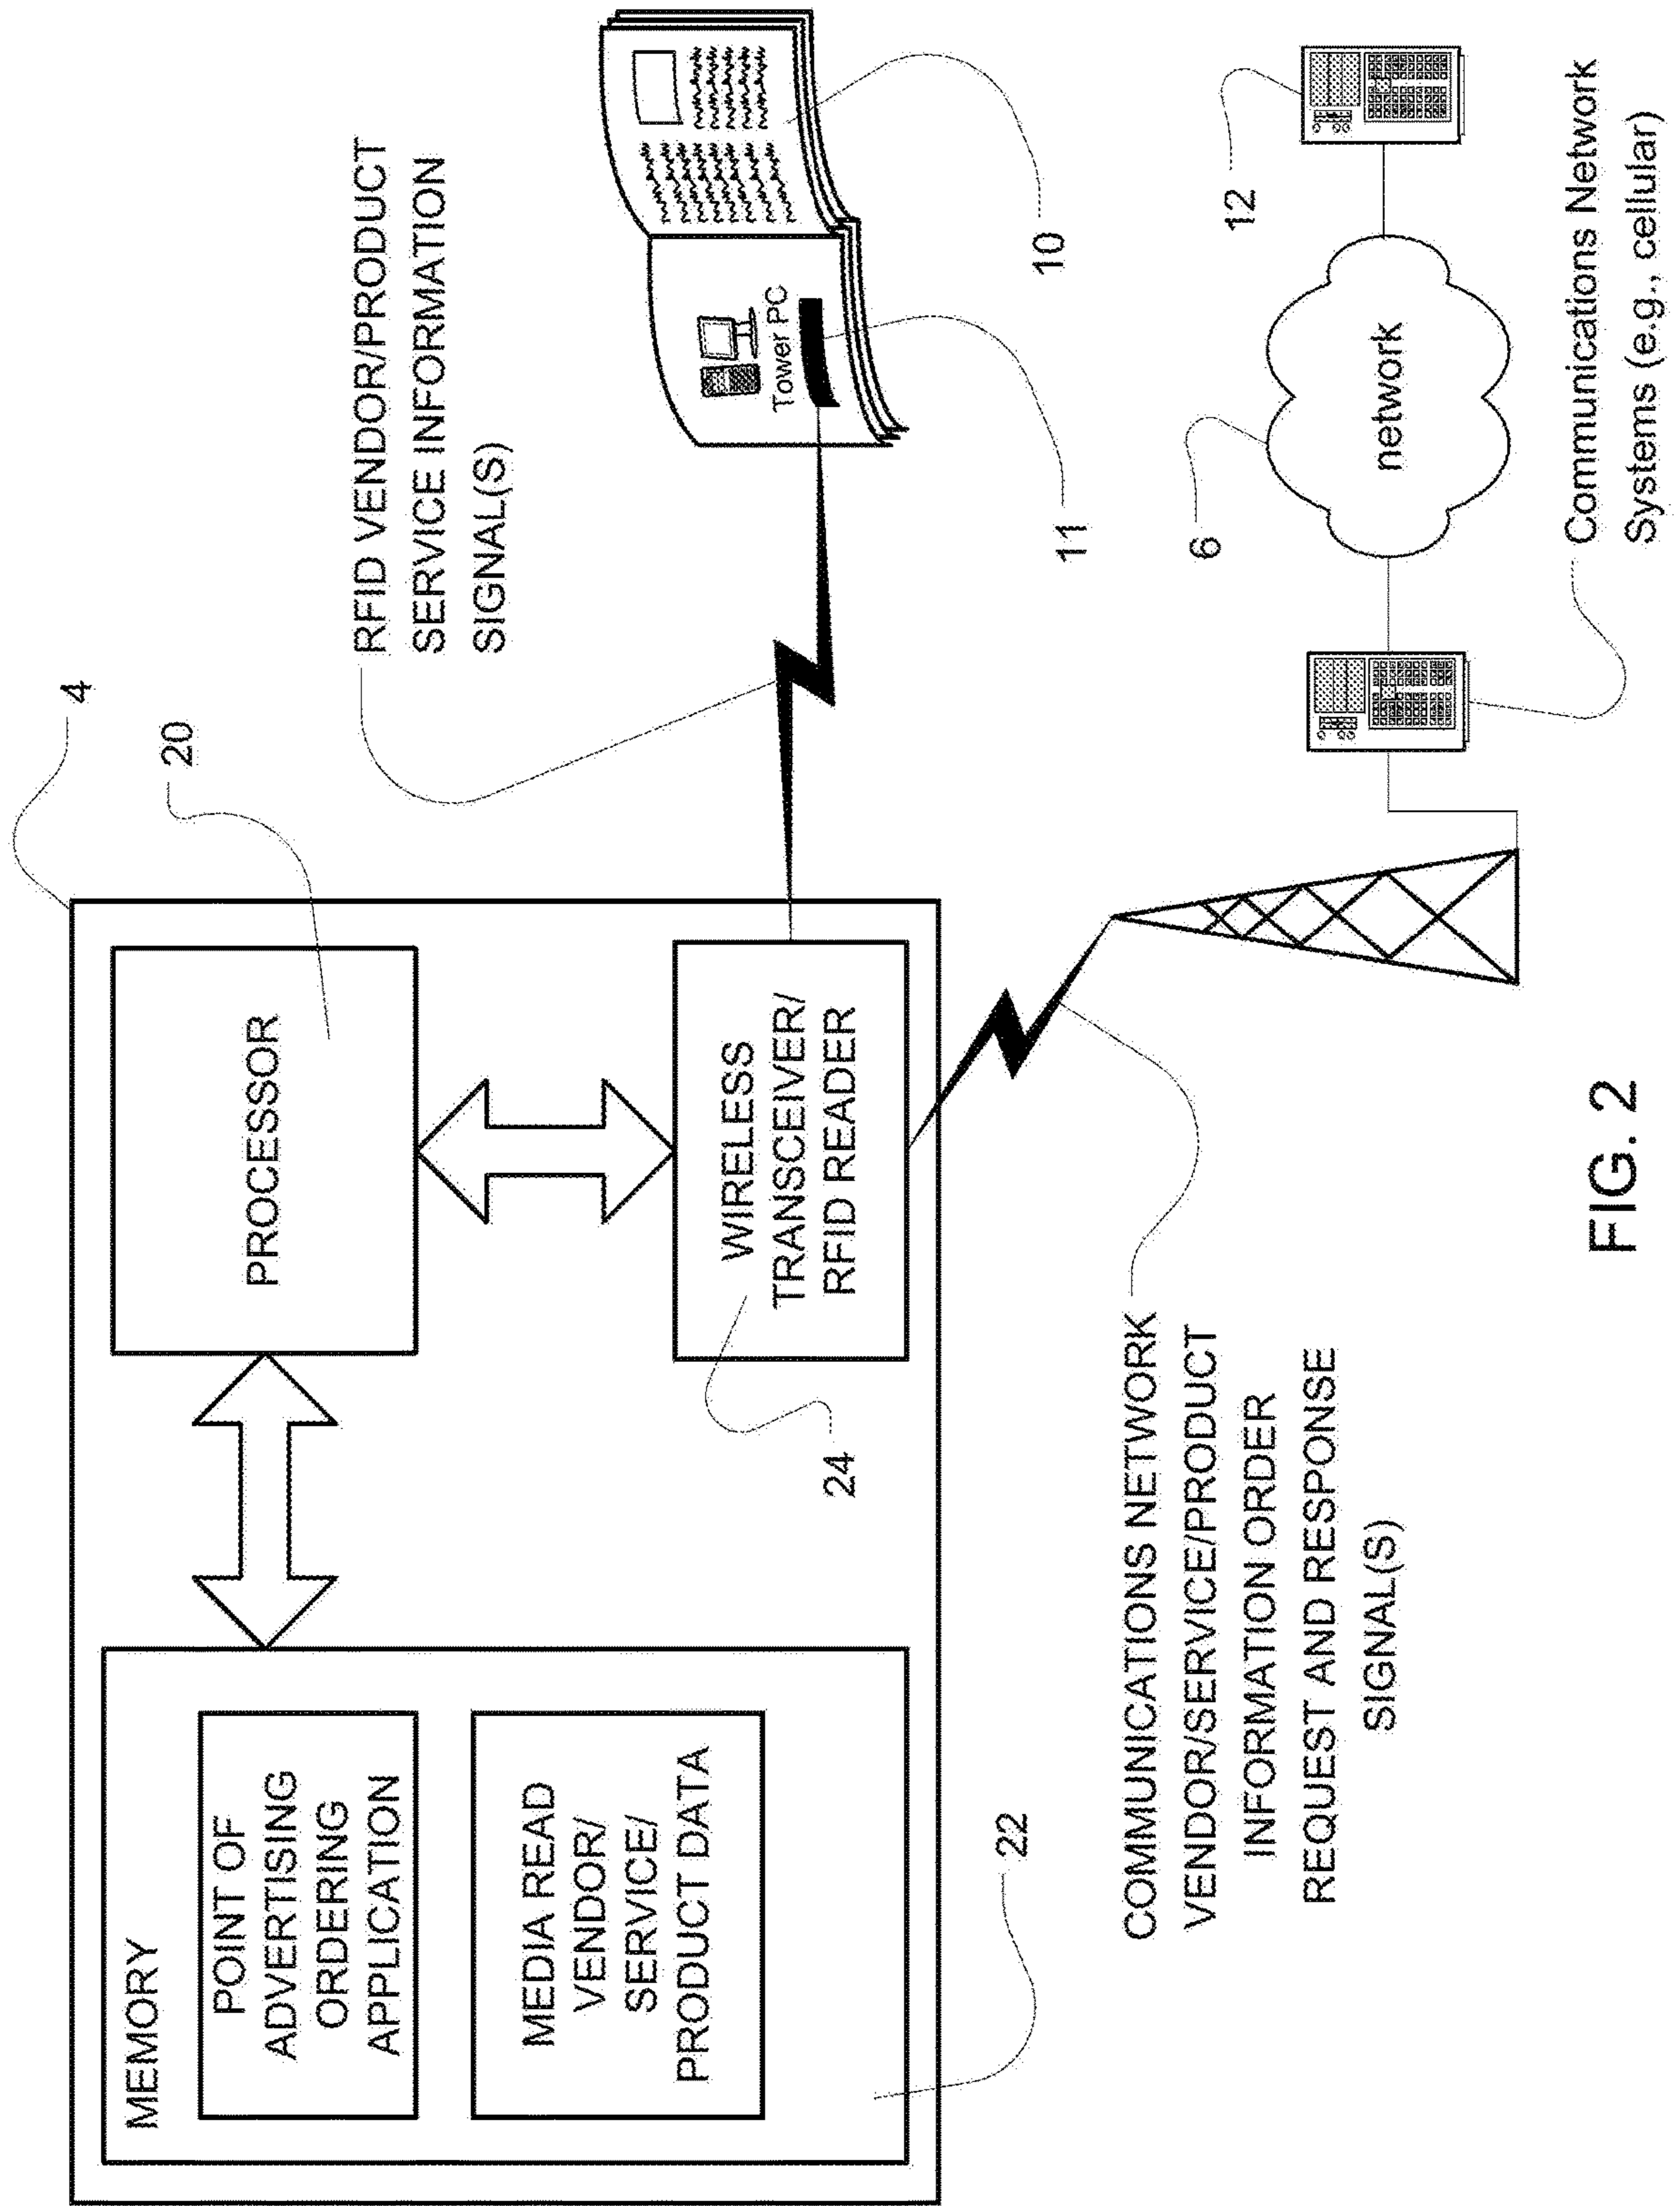 4
20
MEMORY
POINT OF
ADVERTISING
ORDERING
APPLICATION
MEDIA READ
VENDOR/
SERVICE/
PRODUCT DATA
22
PROCESSOR
WIRELESS
TRANSCEIVER/
RFID READER
24
RFID VENDOR/PRODUCT
SERVICE INFORMATION
SIGNAL(S)
Tower PC
10
11
COMMUNICATIONS NETWORK
VENDOR/SERVICE/PRODUCT
INFORMATION ORDER
REQUEST AND RESPONSE
SIGNAL(S)
6
network
12
Communications Network
Systems (e.g., cellular)
FIG. 2